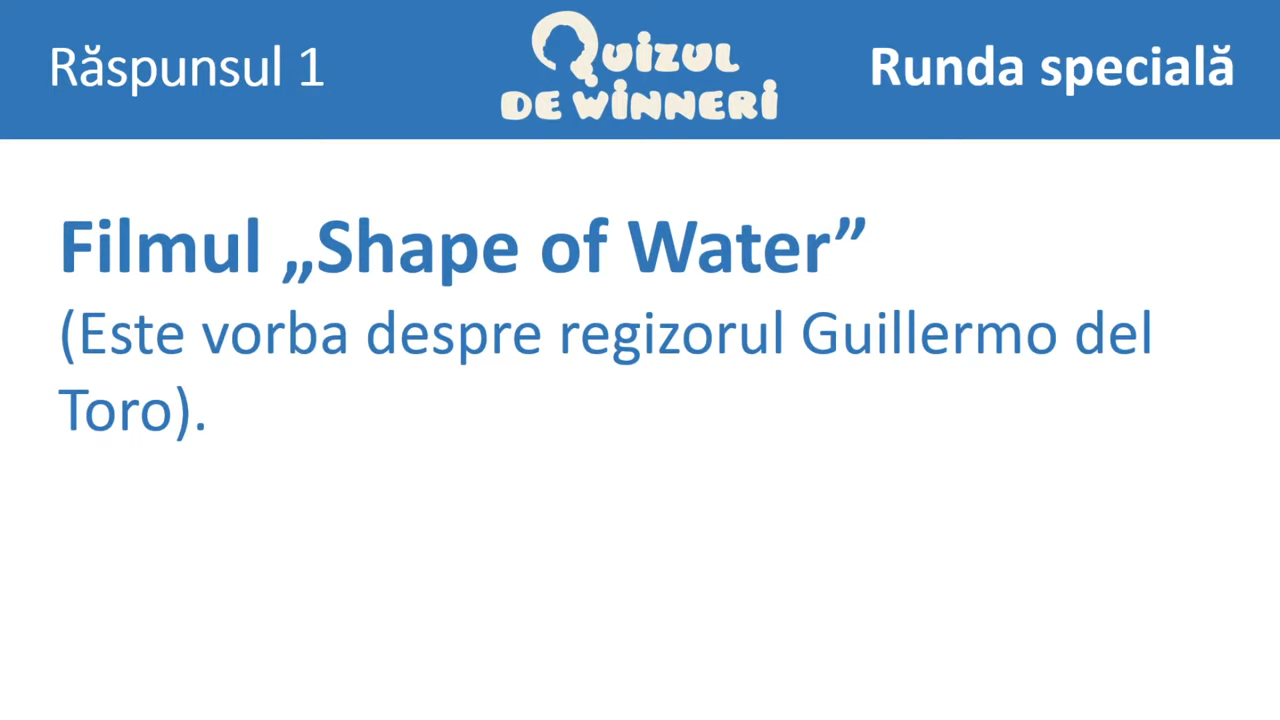 Răspunsul 1
QUIZUL
DE WINNERI
Runda specială
Filmul „Shape of Water”
(Este vorba despre regizorul Guillermo del
Toro).